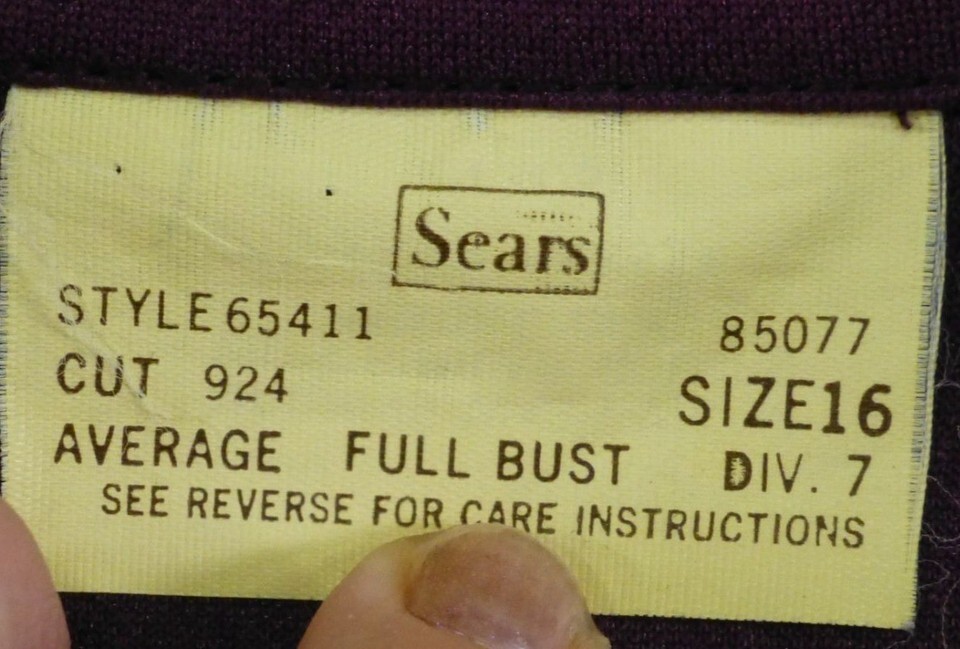 Sears
STYLE 65411 85077
CUT 924 SIZE 16
AVERAGE FULL BUST DIV. 7
SEE REVERSE FOR CARE INSTRUCTIONS